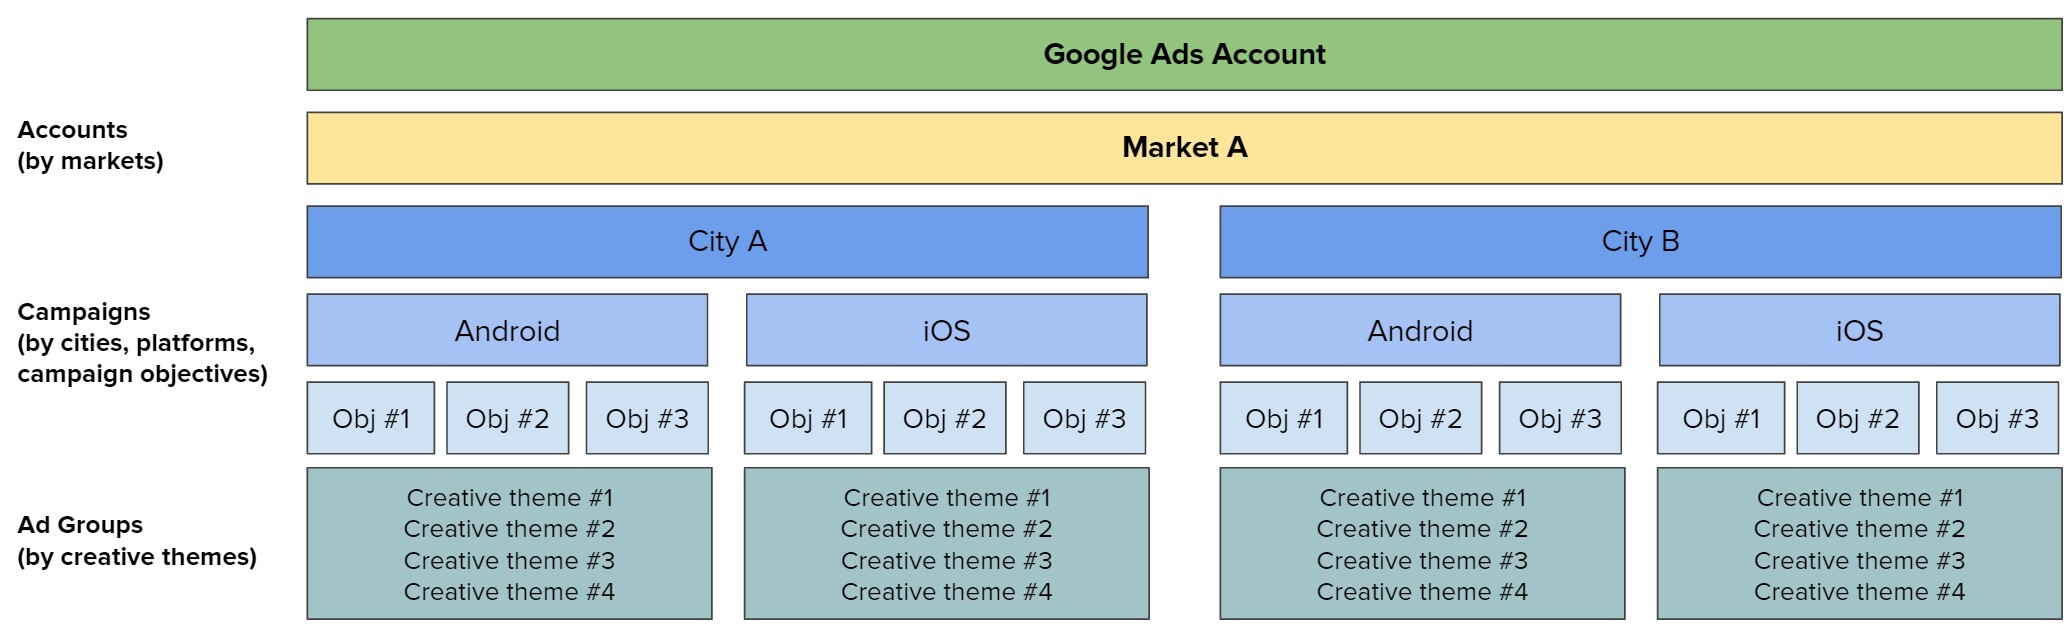 Google Ads Account
Accounts
(by markets)
Market A
City A
City B
Campaigns
(by cities, platforms,
campaign objectives)
Android
iOS
Android
iOS
Obj #1
Obj #2
Obj #3
Obj #1
Obj #2
Obj #3
Obj #1
Obj #2
Obj #3
Obj #1
Obj #2
Obj #3
Ad Groups
(by creative themes)
Creative theme #1
Creative theme #2
Creative theme #3
Creative theme #4
Creative theme #1
Creative theme #2
Creative theme #3
Creative theme #4
Creative theme #1
Creative theme #2
Creative theme #3
Creative theme #4
Creative theme #1
Creative theme #2
Creative theme #3
Creative theme #4